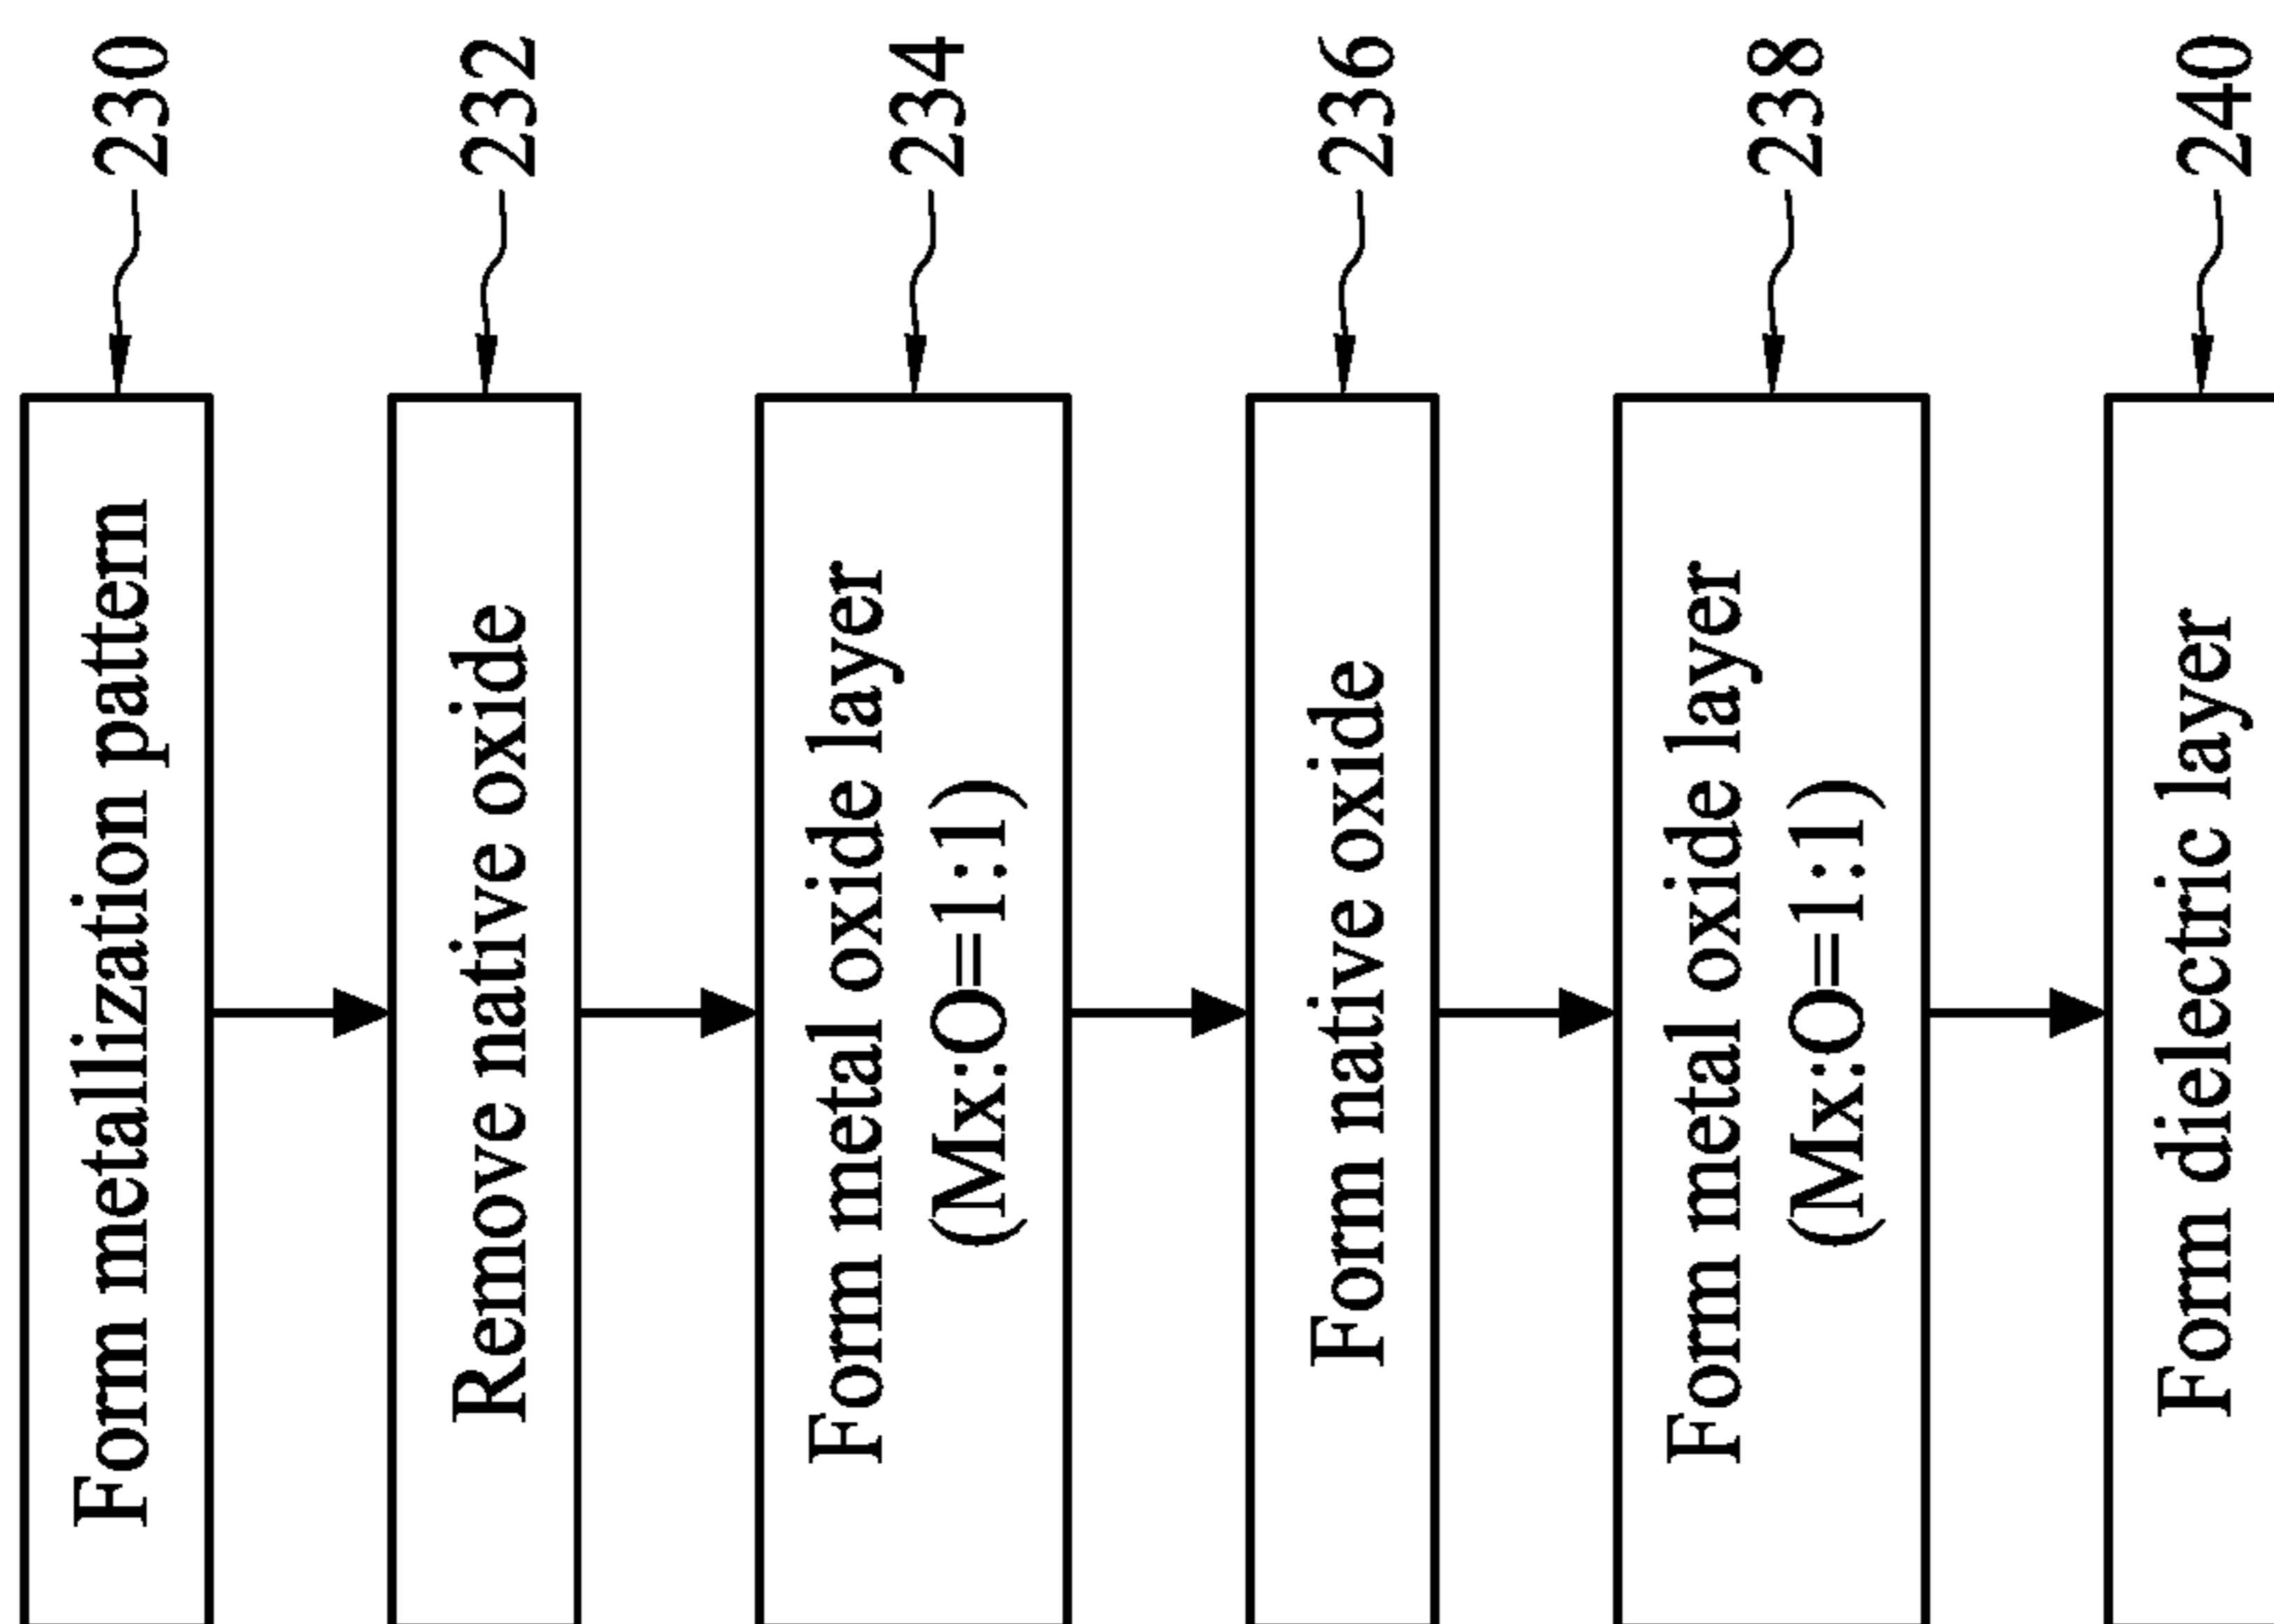 Form metallization pattern
230
Remove native oxide
232
Form metal oxide layer
(Mx:O=1:1)
234
Form native oxide
236
Form metal oxide layer
(Mx:O=1:1)
238
Form dielectric layer
240